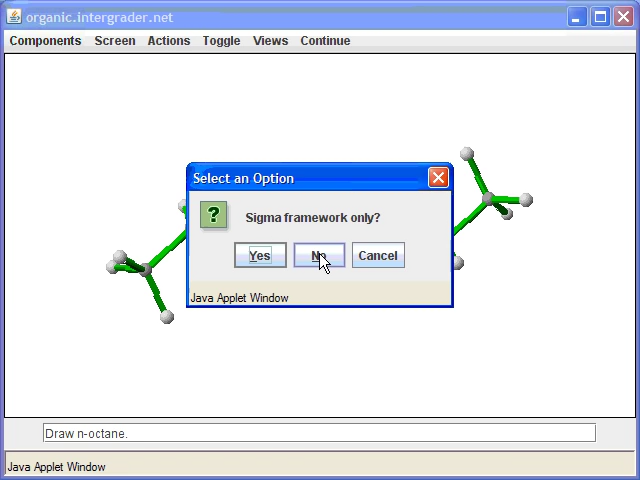 organic.intergrader.net
Components Screen Actions Toggle Views Continue
Select an Option
?
Sigma framework only?
Yes No Cancel
Java Applet Window
Draw n-octane.
Java Applet Window